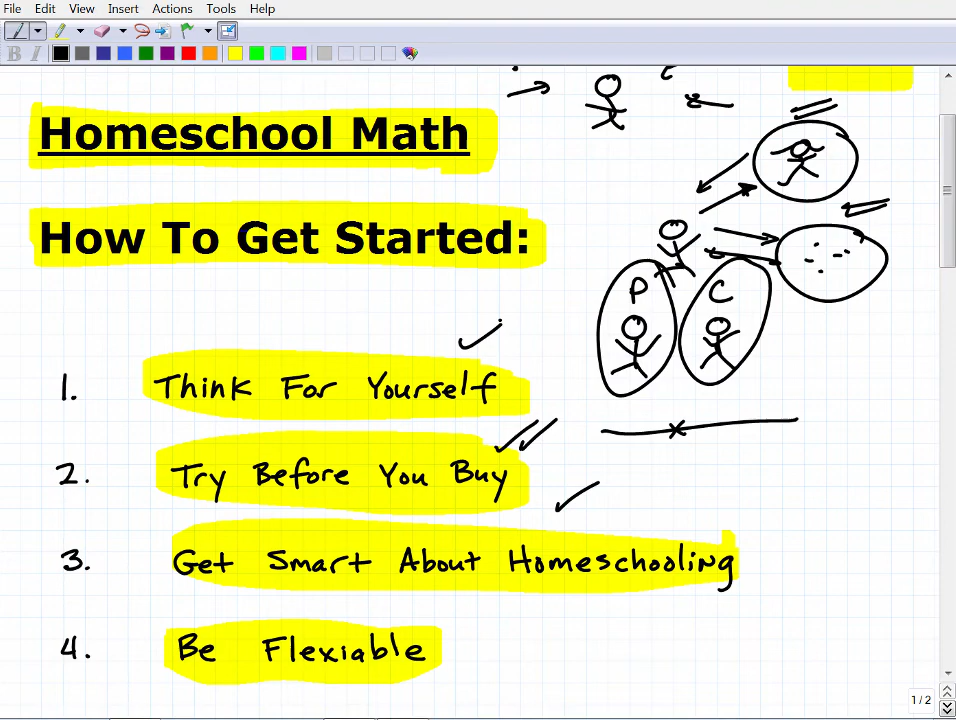 File Edit View Insert Actions Tools Help
B I
Homeschool Math
How To Get Started:
P C
1. Think For Yourself
2. Try Before You Buy
3. Get Smart About Homeschooling
4. Be Flexiable
1 / 2